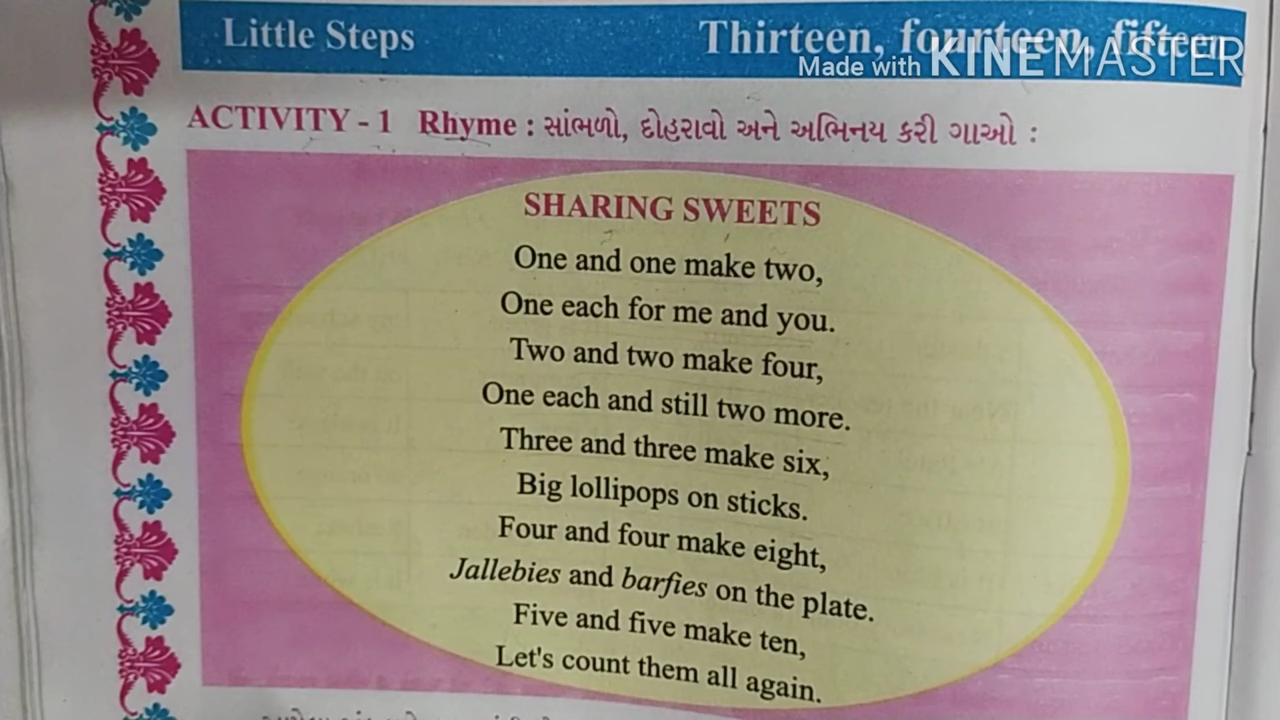 Little Steps
Thirteen, fourteen, fifteen
Made with KINEMASTER
ACTIVITY - 1 Rhyme : સાંભળો, દોહરાવો અને અભિનય કરી ગાઓ :
SHARING SWEETS
One and one make two,
One each for me and you.
Two and two make four,
One each and still two more.
Three and three make six,
Big lollipops on sticks.
Four and four make eight,
Jallebies and barfies on the plate.
Five and five make ten,
Let's count them all again.